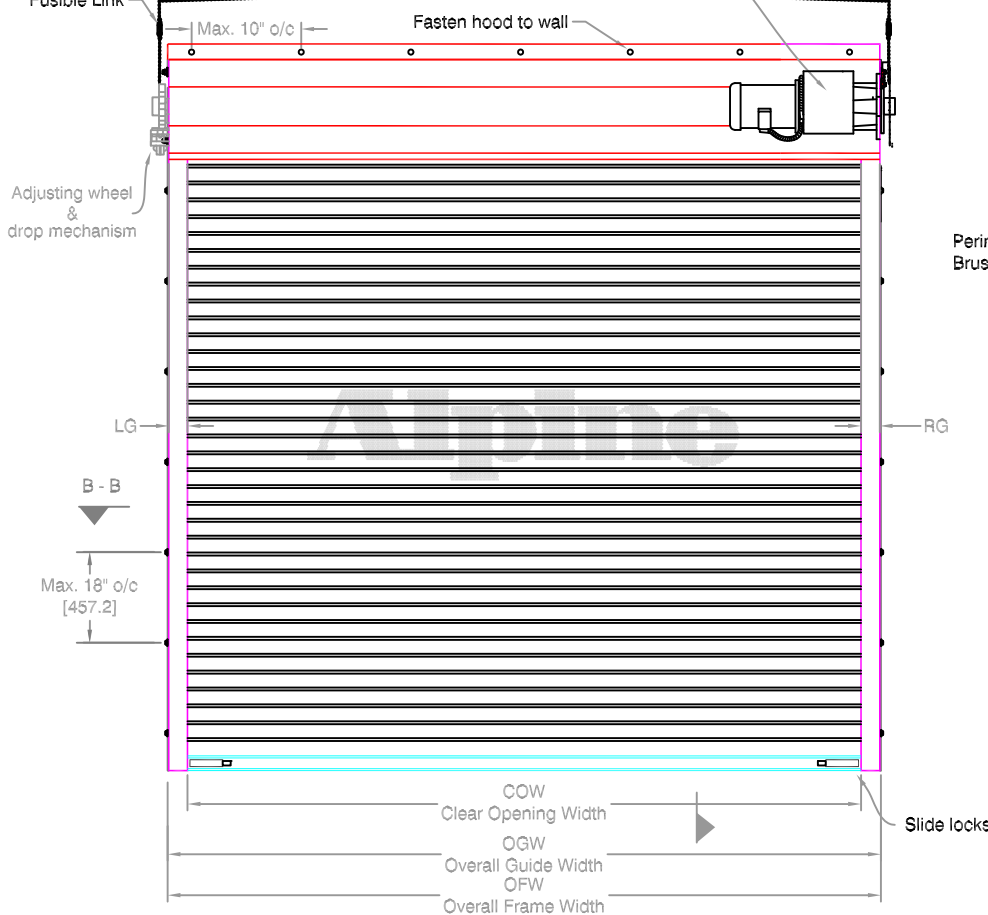 Fusible Link
Max. 10" o/c
Fasten hood to wall
Adjusting wheel
&
drop mechanism
Alpine
LG
RG
B - B
Max. 18" o/c
[457.2]
COW
Clear Opening Width
Slide locks
OGW
Overall Guide Width
OFW
Overall Frame Width